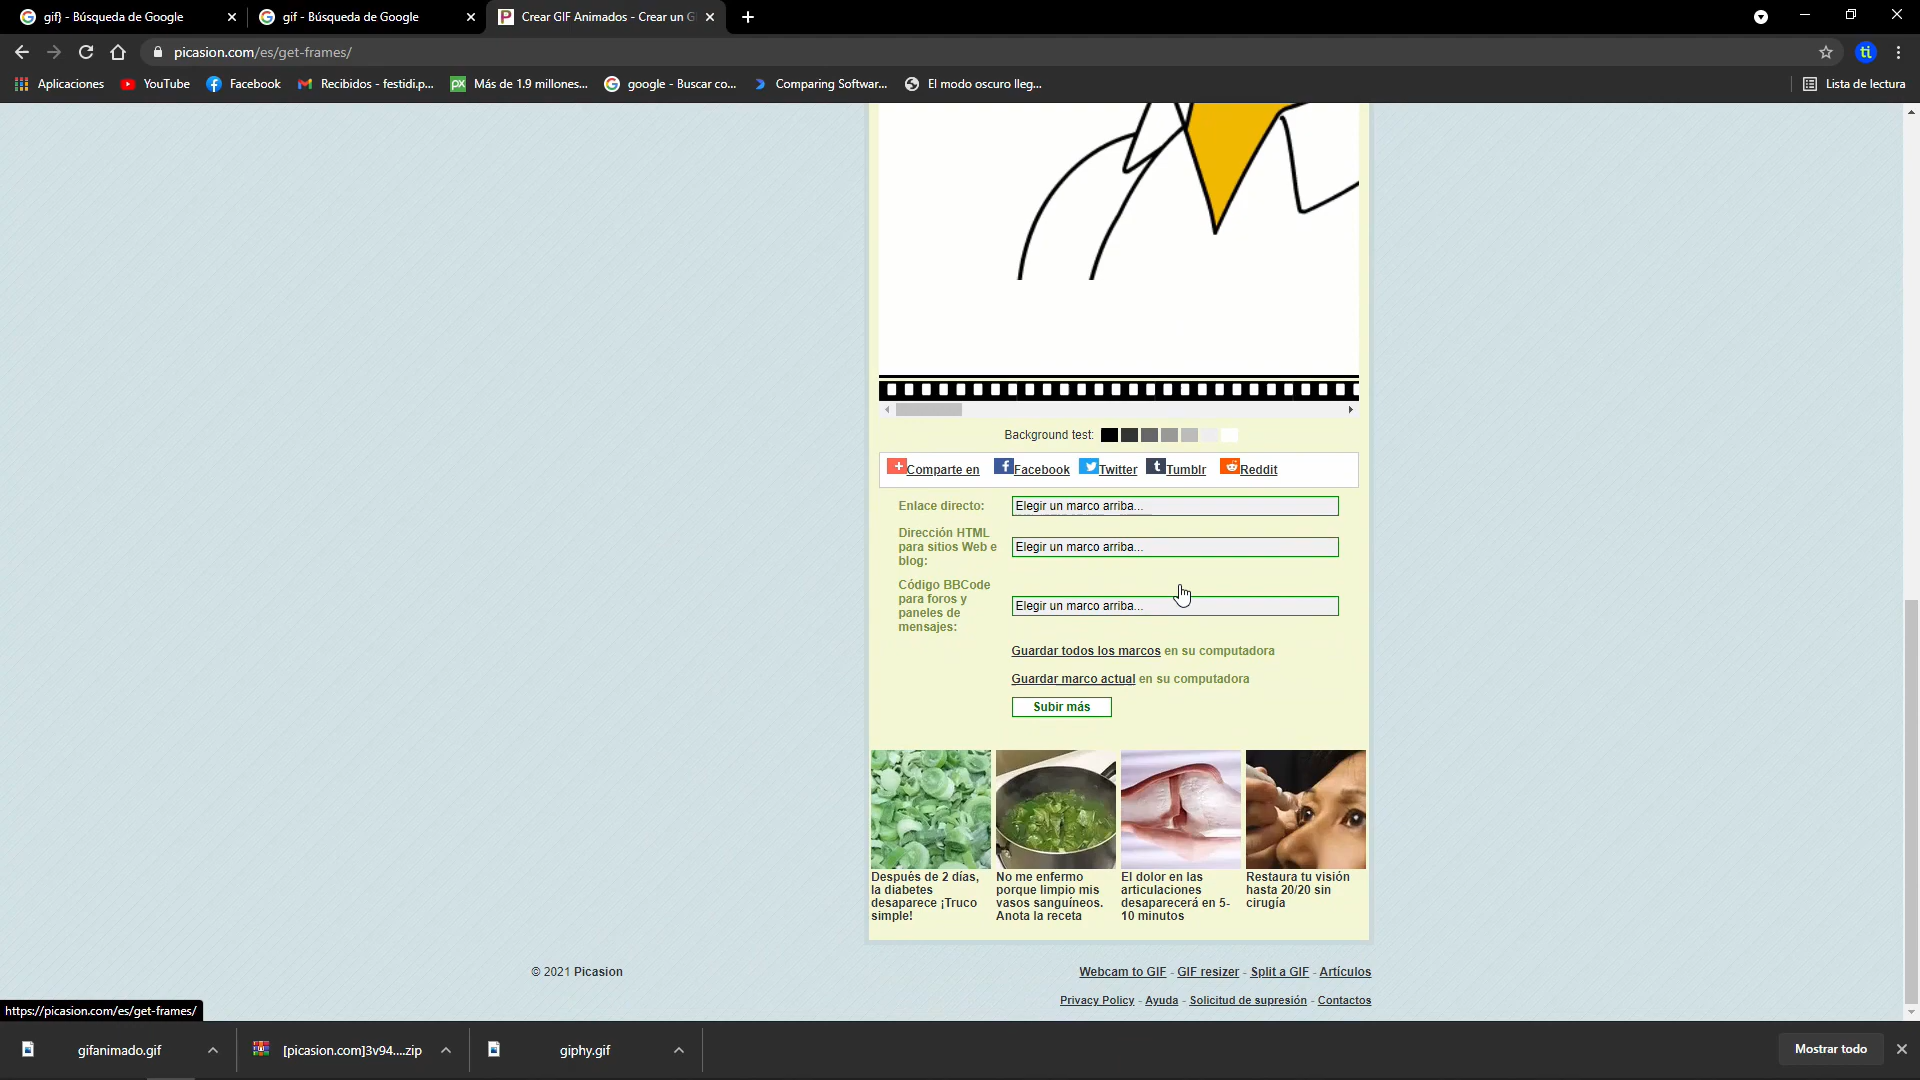 gif} - Búsqueda de Google
gif - Búsqueda de Google
Crear GIF Animados - Crear un G
picasion.com/es/get-frames/
ti
Aplicaciones
YouTube
Facebook
Recibidos - festidi.p...
Más de 1.9 millones...
google - Buscar co...
Comparing Softwar...
El modo oscuro lleg...
Lista de lectura
Background test:
Comparte en
Facebook
Twitter
Tumblr
Reddit
Enlace directo:
Elegir un marco arriba...
Dirección HTML
para sitios Web e
blog:
Elegir un marco arriba...
Código BBCode
para foros y
paneles de
mensajes:
Elegir un marco arriba...
Guardar todos los marcos en su computadora
Guardar marco actual en su computadora
Subir más
Después de 2 días,
la diabetes
desaparece ¡Truco
simple!
No me enfermo
porque limpio mis
vasos sanguíneos.
Anota la receta
El dolor en las
articulaciones
desaparecerá en 5-
10 minutos
Restaura tu visión
hasta 20/20 sin
cirugía
© 2021 Picasion
Webcam to GIF - GIF resizer - Split a GIF - Artículos
Privacy Policy - Ayuda - Solicitud de supresión - Contactos
https://picasion.com/es/get-frames/
gifanimado.gif
[picasion.com]3v94....zip
giphy.gif
Mostrar todo